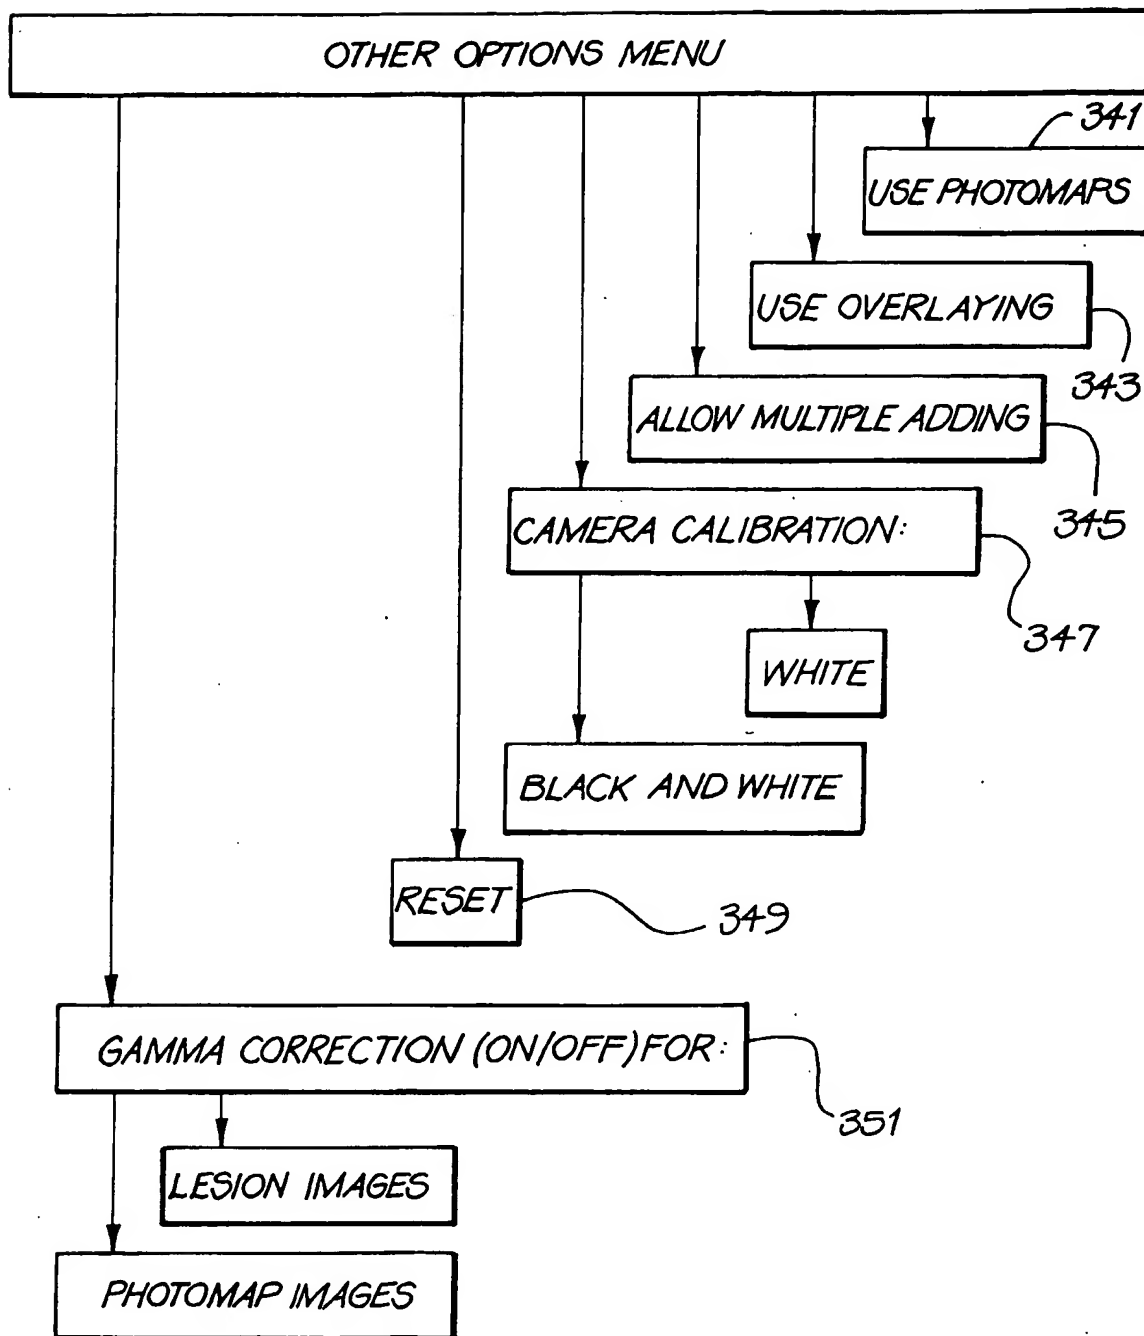 OTHER OPTIONS MENU
341
USE PHOTOMAPS
USE OVERLAYING
343
ALLOW MULTIPLE ADDING
345
CAMERA CALIBRATION:
347
WHITE
BLACK AND WHITE
RESET
349
GAMMA CORRECTION (ON/OFF) FOR:
351
LESION IMAGES
PHOTOMAP IMAGES